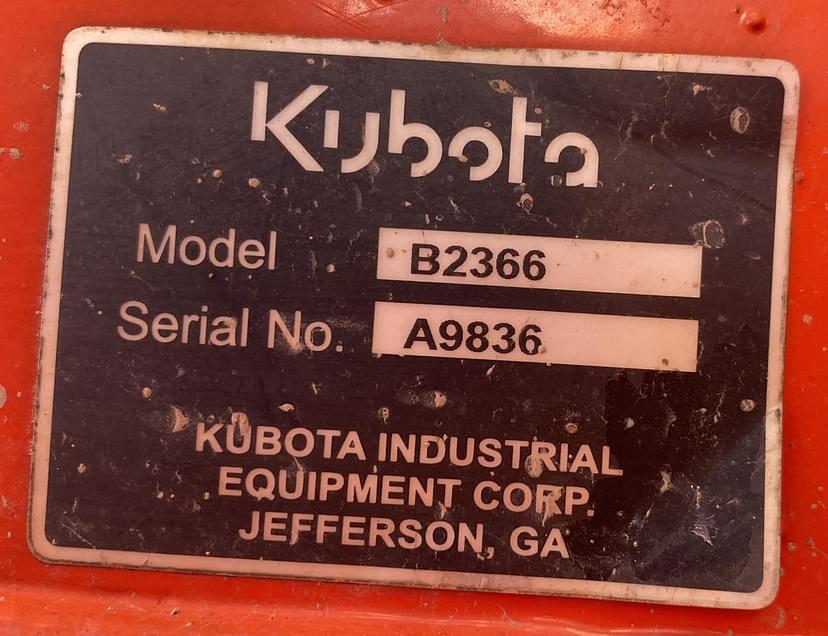 Kubota
Model B2366
Serial No. A9836
KUBOTA INDUSTRIAL
EQUIPMENT CORP.
JEFFERSON, GA